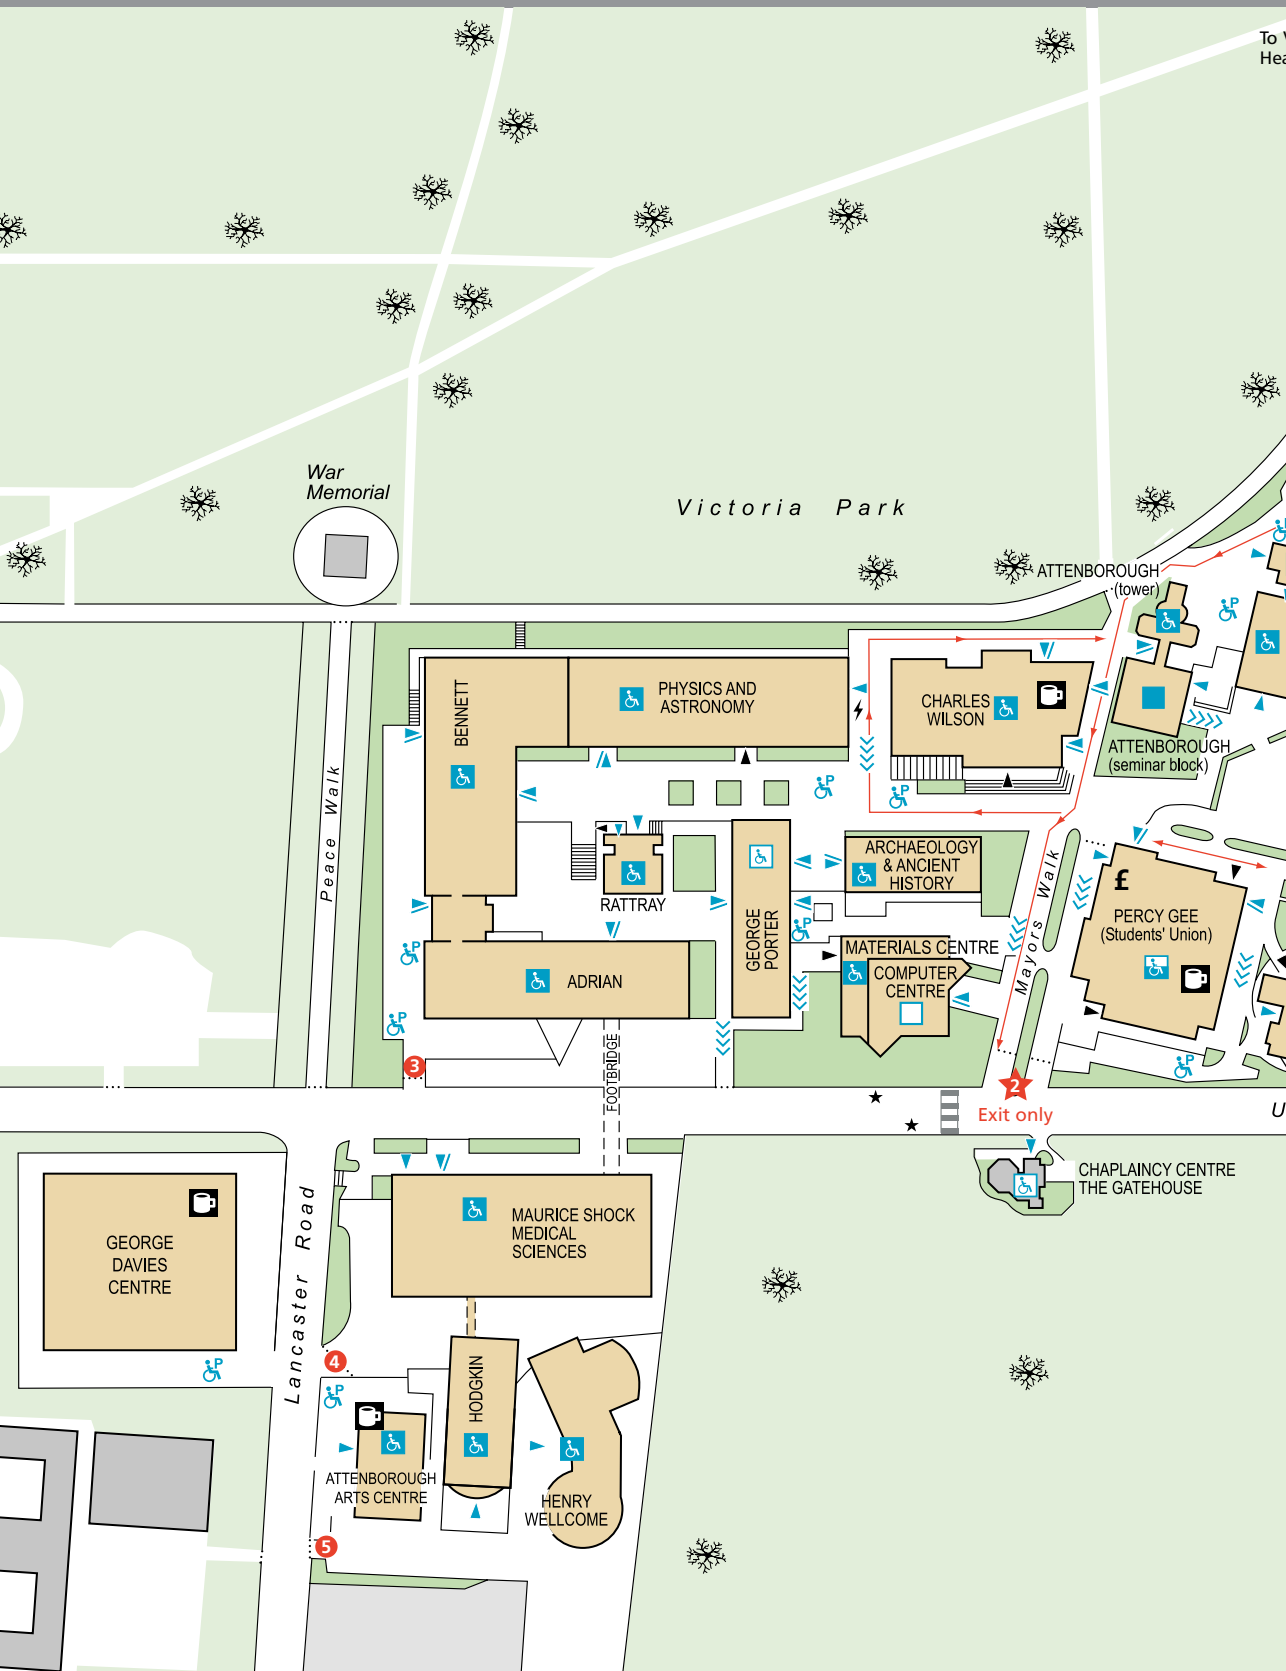 To V
Hea
War
Memorial
Victoria Park
ATTENBOROUGH
(tower)
BENNETT
PHYSICS AND
ASTRONOMY
CHARLES
WILSON
ATTENBOROUGH
(seminar block)
Peace Walk
P
P
P
P
ARCHAEOLOGY
& ANCIENT
HISTORY
RATTRAY
GEORGE
PORTER
Mayors Walk
£
PERCY GEE
(Students' Union)
P
P
MATERIALS CENTRE
COMPUTER
CENTRE
ADRIAN
P
P
FOOTBRIDGE
3
2
Exit only
U
CHAPLAINCY CENTRE
THE GATEHOUSE
GEORGE
DAVIES
CENTRE
Lancaster Road
MAURICE SHOCK
MEDICAL
SCIENCES
P
4
P
HODGKIN
ATTENBOROUGH
ARTS CENTRE
HENRY
WELLCOME
5